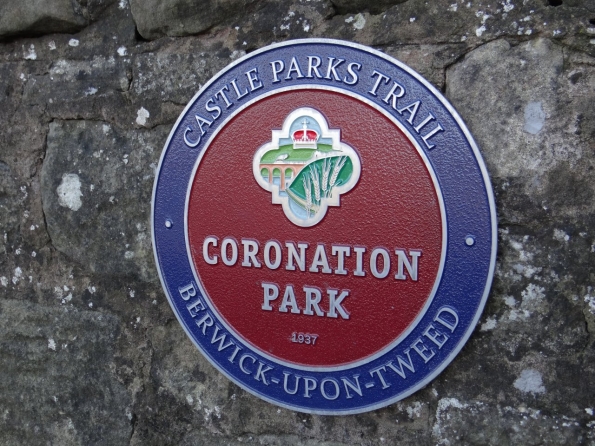 CASTLE PARKS TRAIL
CORONATION
PARK
1937
BERWICK-UPON-TWEED